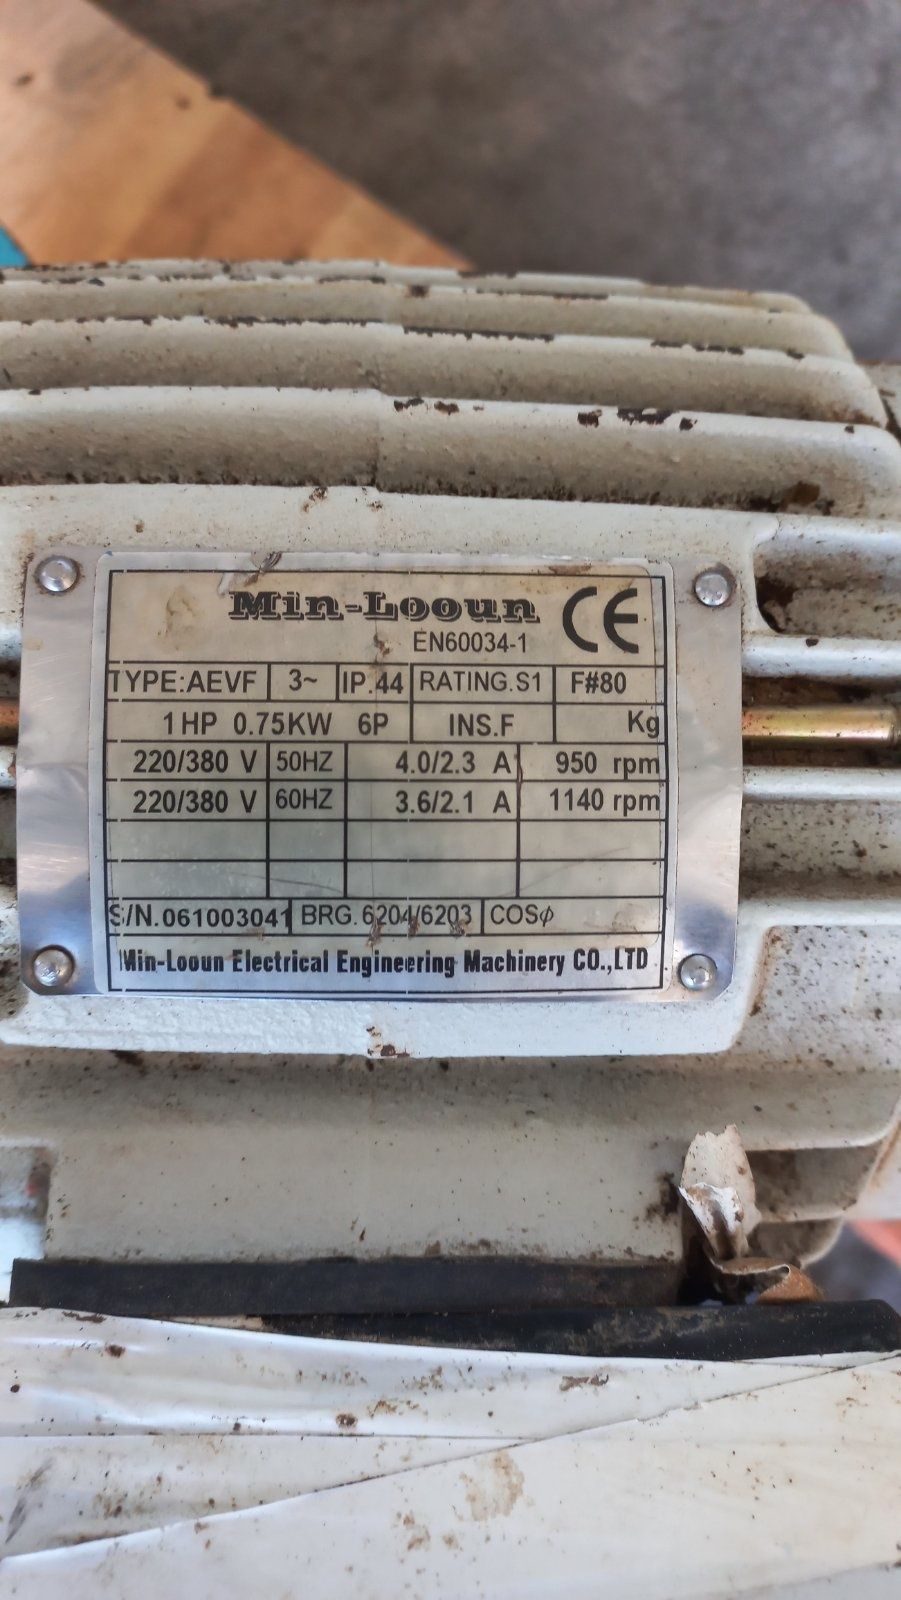 Min-Looun CE
EN60034-1
TYPE:AEVF 3~ IP.44 RATING.S1 F#80
1HP 0.75KW 6P INS.F Kg
220/380 V 50HZ 4.0/2.3 A 950 rpm
220/380 V 60HZ 3.6/2.1 A 1140 rpm
S/N.061003041 BRG.6204/6203 COSφ
Min-Looun Electrical Engineering Machinery CO.,LTD